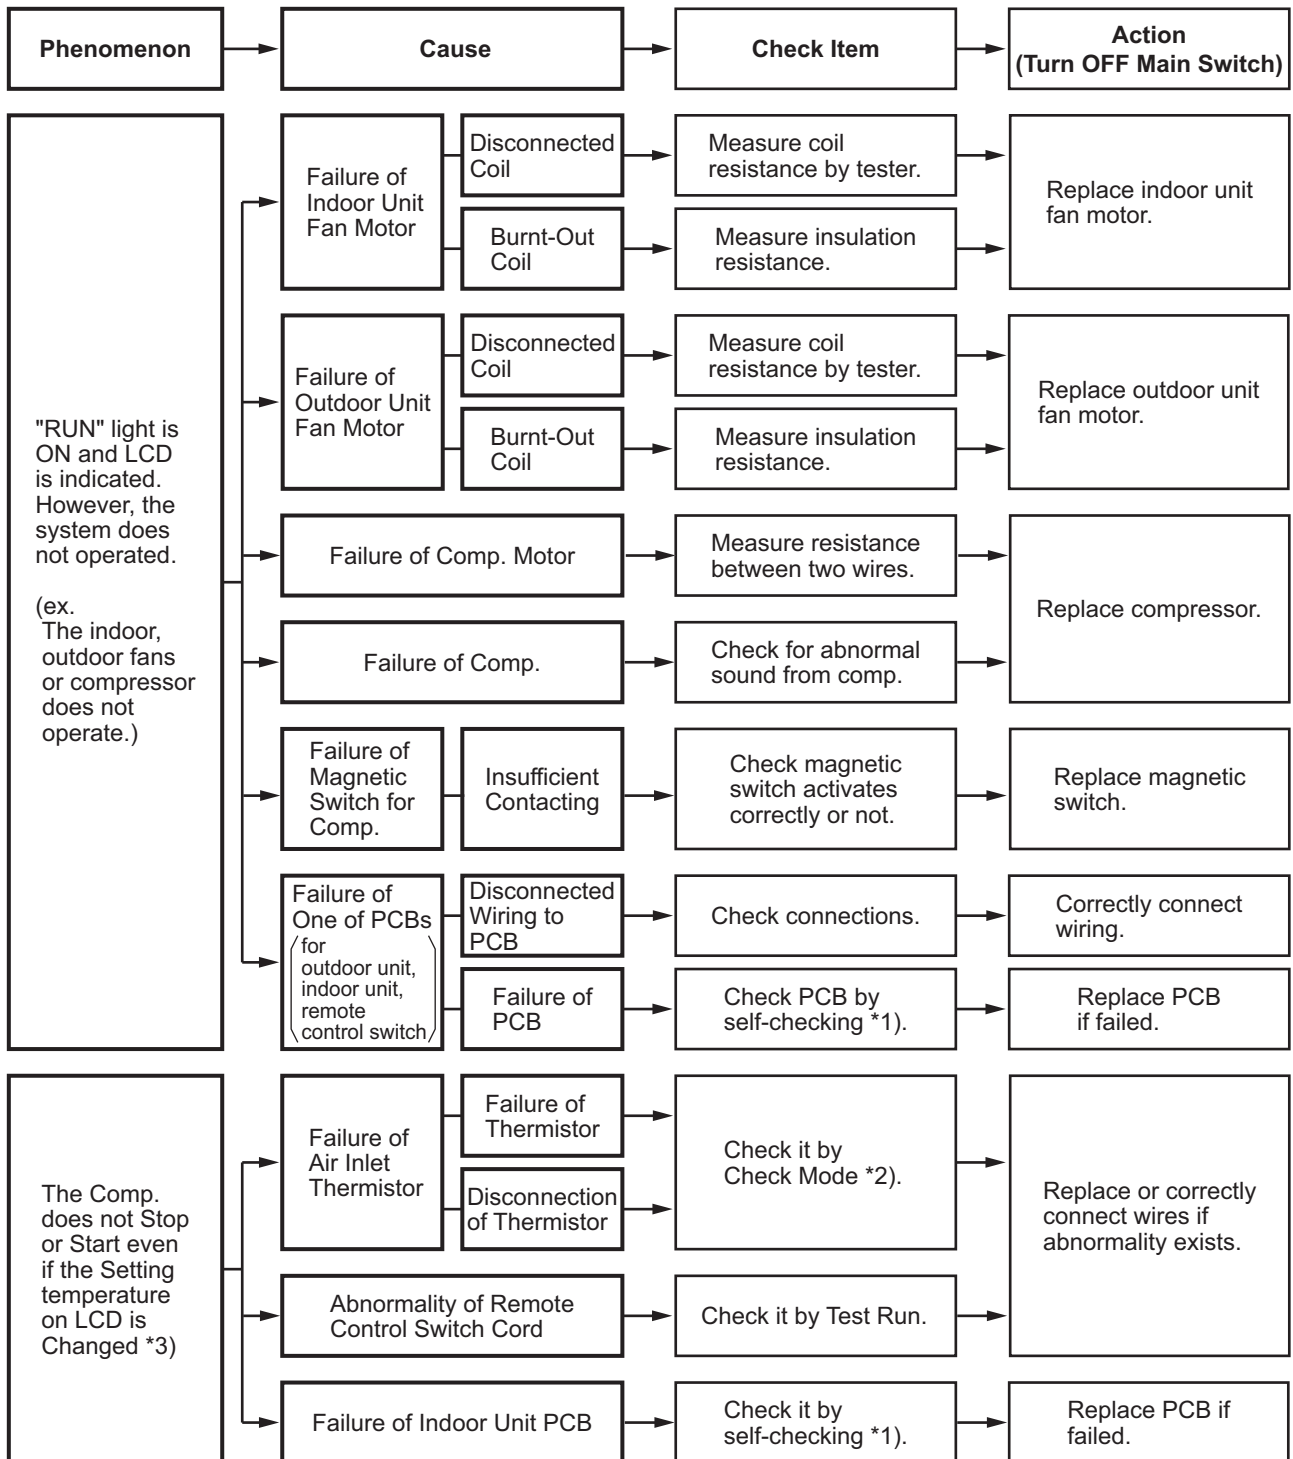 Phenomenon
Cause
Check Item
Action
(Turn OFF Main Switch)
"RUN" light is
ON and LCD
is indicated.
However, the
system does
not operated.
(ex.
The indoor,
outdoor fans
or compressor
does not
operate.)
Failure of
Indoor Unit
Fan Motor
Disconnected
Coil
Measure coil
resistance by tester.
Burnt-Out
Coil
Measure insulation
resistance.
Replace indoor unit
fan motor.
Failure of
Outdoor Unit
Fan Motor
Disconnected
Coil
Measure coil
resistance by tester.
Burnt-Out
Coil
Measure insulation
resistance.
Replace outdoor unit
fan motor.
Failure of Comp. Motor
Measure resistance
between two wires.
Failure of Comp.
Check for abnormal
sound from comp.
Replace compressor.
Failure of
Magnetic
Switch for
Comp.
Insufficient
Contacting
Check magnetic
switch activates
correctly or not.
Replace magnetic
switch.
Failure of
One of PCBs
(for
outdoor unit,
indoor unit,
remote
control switch)
Disconnected
Wiring to
PCB
Check connections.
Correctly connect
wiring.
Failure of
PCB
Check PCB by
self-checking *1).
Replace PCB
if failed.
The Comp.
does not Stop
or Start even
if the Setting
temperature
on LCD is
Changed *3)
Failure of
Air Inlet
Thermistor
Failure of
Thermistor
Disconnection
of Thermistor
Check it by
Check Mode *2).
Replace or correctly
connect wires if
abnormality exists.
Abnormality of Remote
Control Switch Cord
Check it by Test Run.
Failure of Indoor Unit PCB
Check it by
self-checking *1).
Replace PCB if
failed.